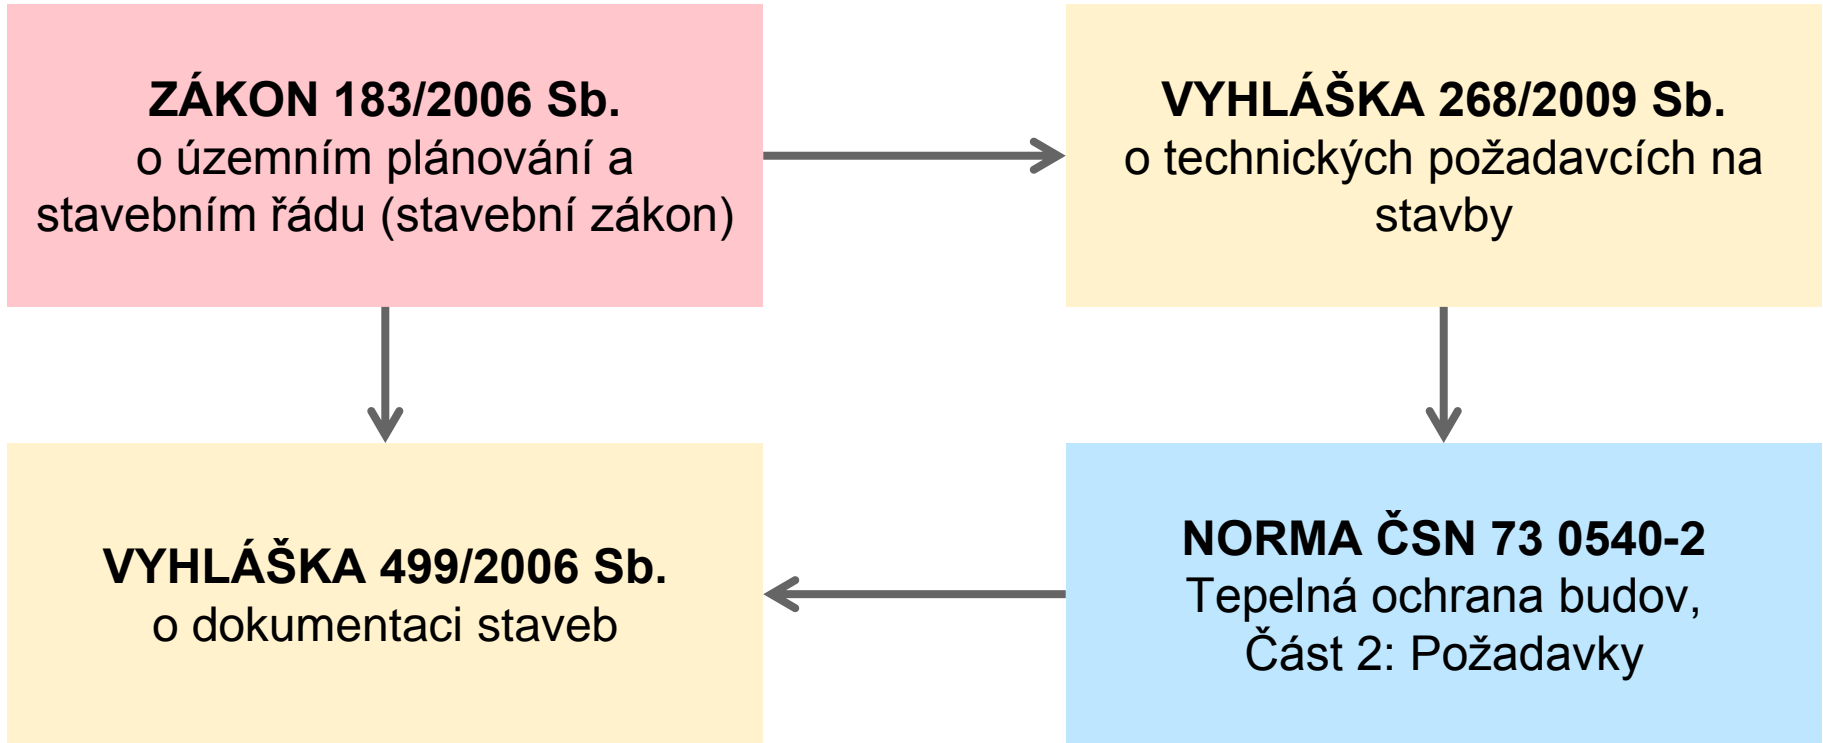 ZÁKON 183/2006 Sb.
o územním plánování a
stavebním řádu (stavební zákon)
VYHLÁŠKA 268/2009 Sb.
o technických požadavcích na
stavby
VYHLÁŠKA 499/2006 Sb.
o dokumentaci staveb
NORMA ČSN 73 0540-2
Tepelná ochrana budov,
Část 2: Požadavky